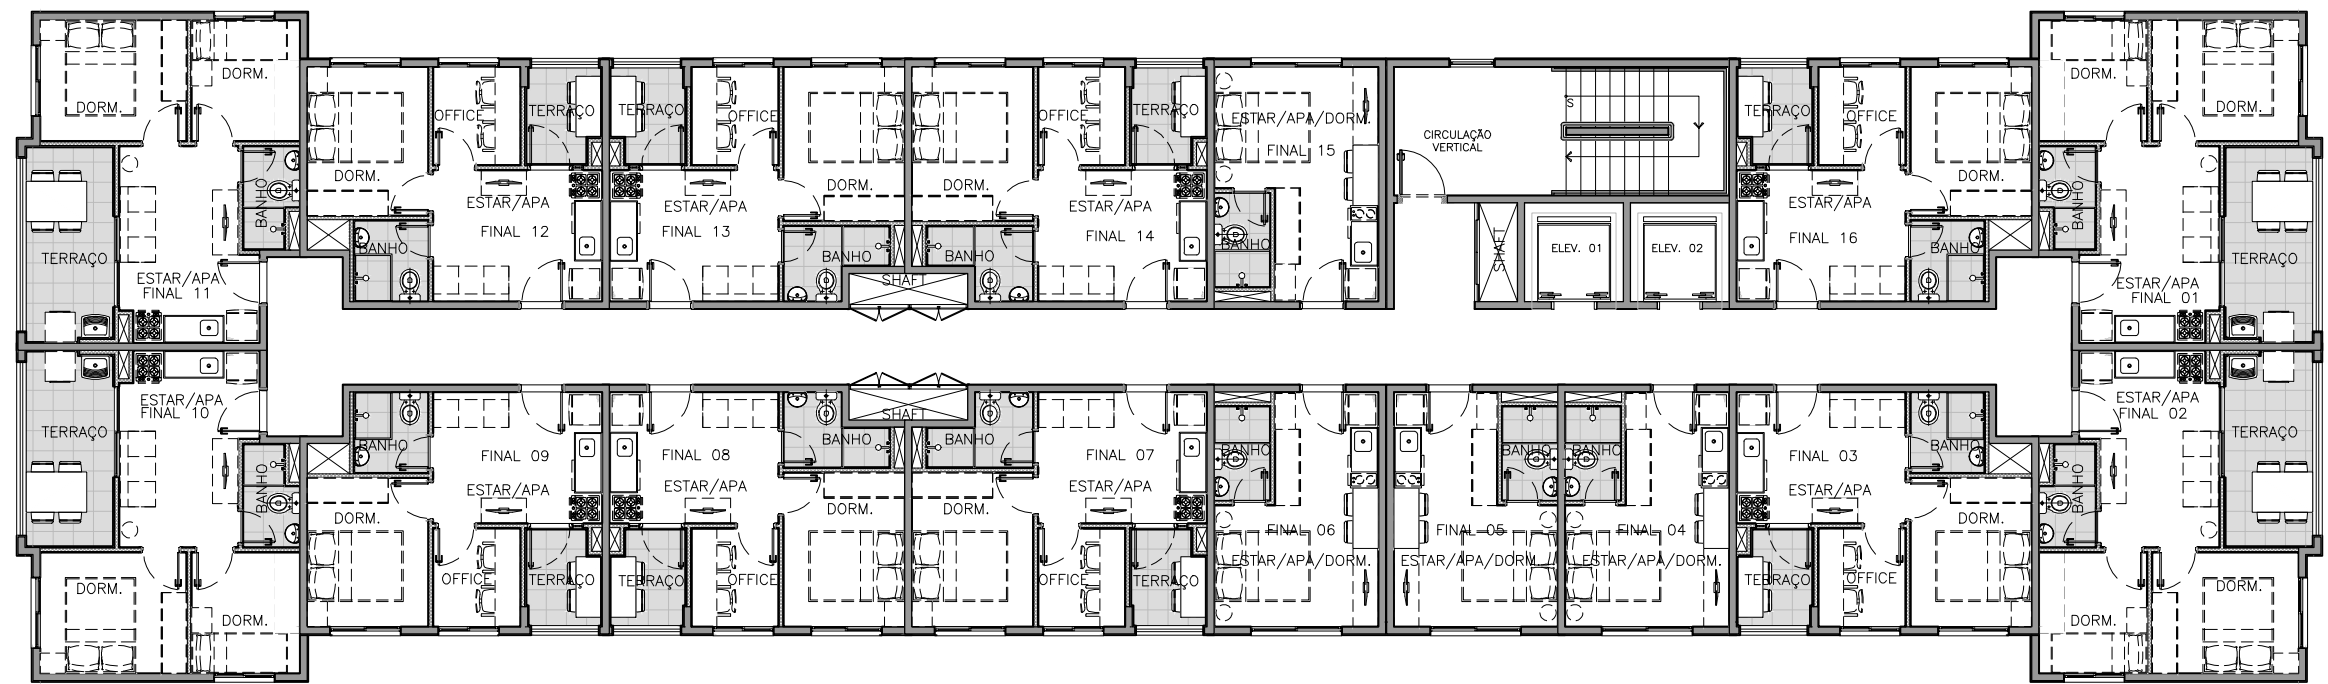 DORM.
DORM.
TERRAÇO
BANHO
ESTAR/APA
FINAL 11
DORM.
OFFICE
TERRAÇO
ESTAR/APA
FINAL 12
BANHO
TERRAÇO
OFFICE
ESTAR/APA
FINAL 13
DORM.
BANHO
SHAFT
DORM.
OFFICE
TERRAÇO
ESTAR/APA
FINAL 14
BANHO
ESTAR/APA/DORM.
FINAL 15
BANHO
CIRCULAÇÃO
VERTICAL
S
SHAFT
ELEV. 01
ELEV. 02
TERRAÇO
OFFICE
ESTAR/APA
FINAL 16
DORM.
BANHO
DORM.
DORM.
BANHO
TERRAÇO
ESTAR/APA
FINAL 01
ESTAR/APA
FINAL 10
TERRAÇO
BANHO
DORM.
DORM.
BANHO
FINAL 09
ESTAR/APA
DORM.
OFFICE
TERRAÇO
FINAL 08
ESTAR/APA
BANHO
DORM.
TERRAÇO
OFFICE
SHAFT
BANHO
FINAL 07
ESTAR/APA
DORM.
OFFICE
TERRAÇO
BANHO
FINAL 06
ESTAR/APA/DORM.
BANHO
FINAL 05
ESTAR/APA/DORM.
BANHO
FINAL 04
ESTAR/APA/DORM.
FINAL 03
ESTAR/APA
BANHO
DORM.
TERRAÇO
OFFICE
ESTAR/APA
FINAL 02
TERRAÇO
BANHO
DORM.
DORM.